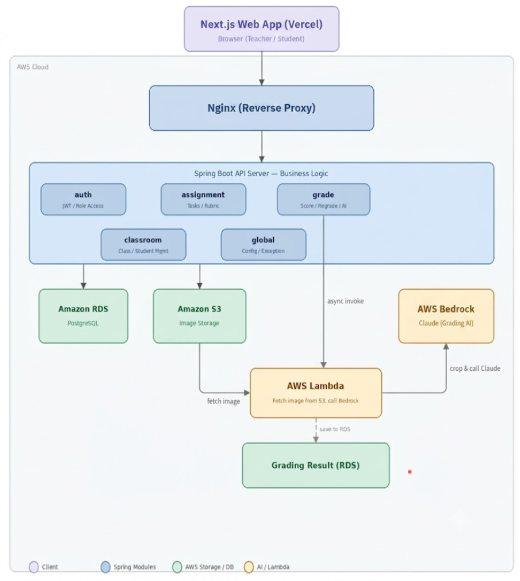 Next.js Web App (Vercel)
Browser (Teacher / Student)
AWS Cloud
Nginx (Reverse Proxy)
Spring Boot API Server — Business Logic
auth
JWT / Role Access
assignment
Tasks / Rubric
grade
Score / Regrade / AI
classroom
Class / Student Mgmt
global
Config / Exception
Amazon RDS
PostgreSQL
Amazon S3
Image Storage
async invoke
AWS Bedrock
Claude (Grading AI)
AWS Lambda
Fetch image from S3, call Bedrock
fetch image
crop & call Claude
save to RDS
Grading Result (RDS)
Client
Spring Modules
AWS Storage / DB
AI / Lambda